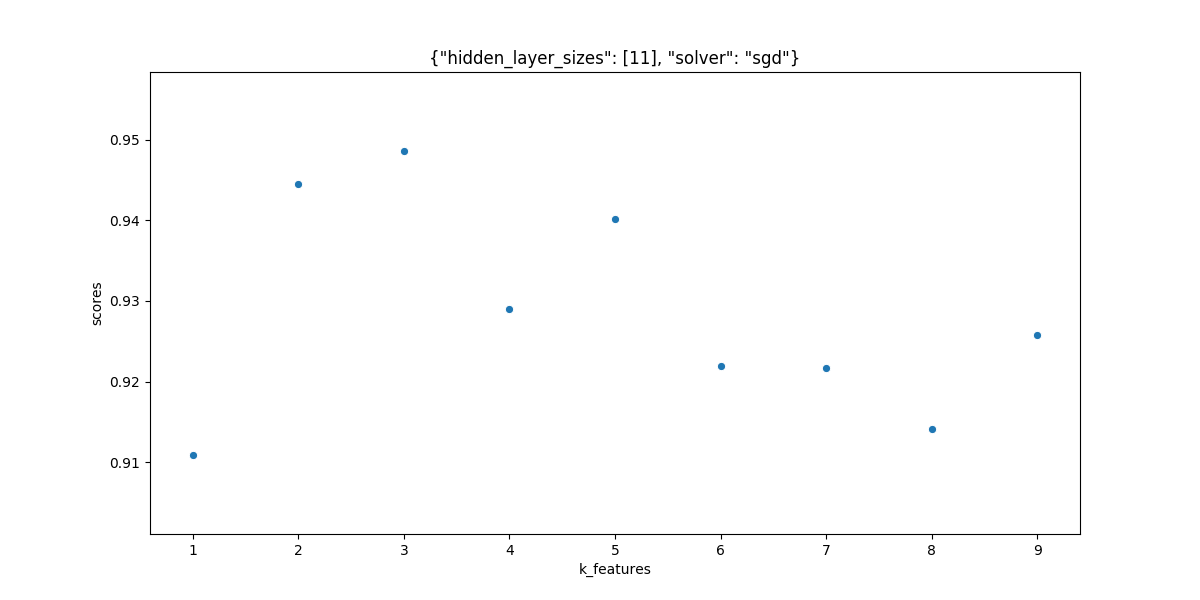 {"hidden_layer_sizes": [11], "solver": "sgd"}
0.95
0.94
0.93
0.92
0.91
scores
1 2 3 4 5 6 7 8 9
k_features